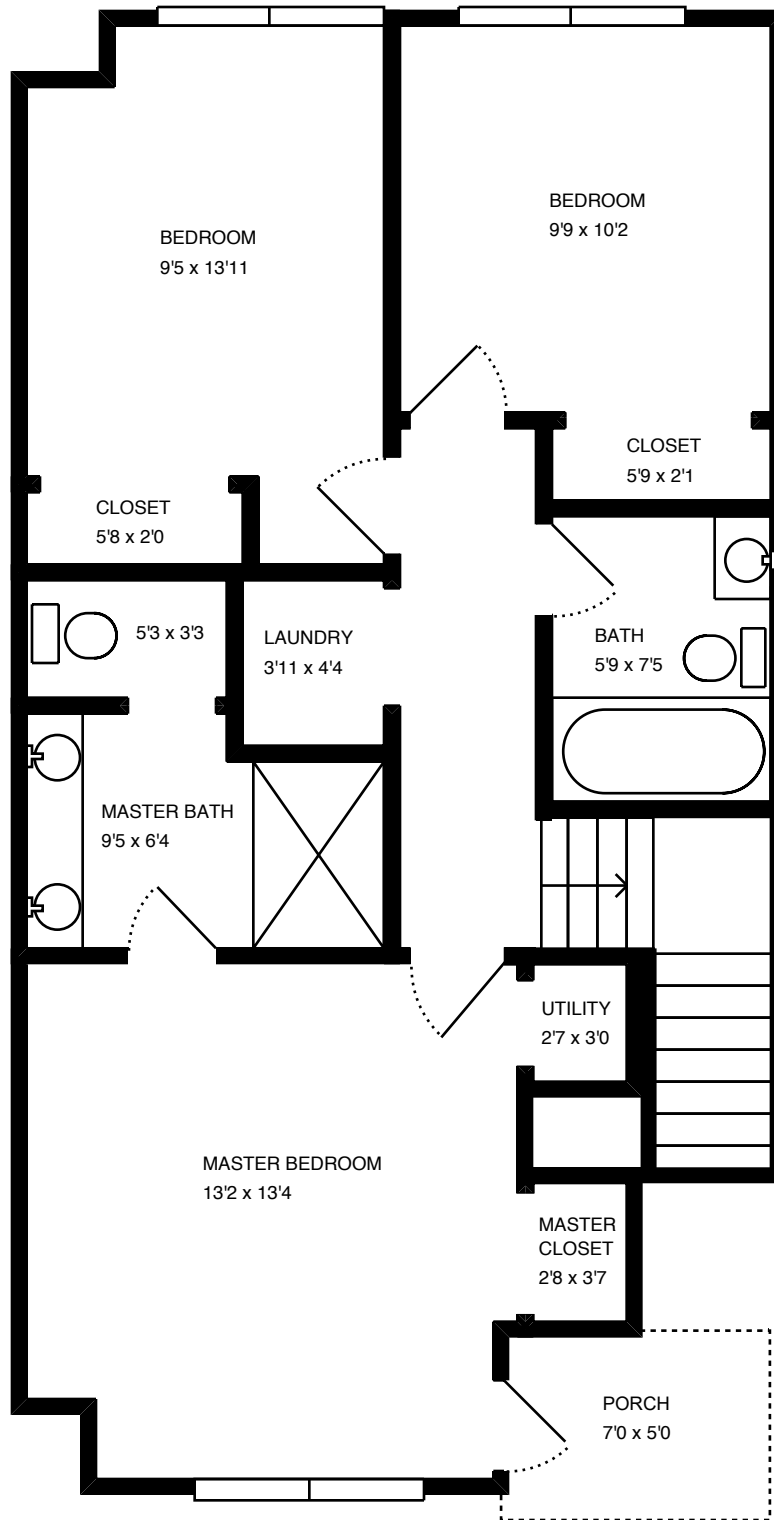 BEDROOM
9'5 x 13'11
BEDROOM
9'9 x 10'2
CLOSET
5'9 x 2'1
CLOSET
5'8 x 2'0
5'3 x 3'3
LAUNDRY
3'11 x 4'4
BATH
5'9 x 7'5
MASTER BATH
9'5 x 6'4
UTILITY
2'7 x 3'0
MASTER BEDROOM
13'2 x 13'4
MASTER
CLOSET
2'8 x 3'7
PORCH
7'0 x 5'0